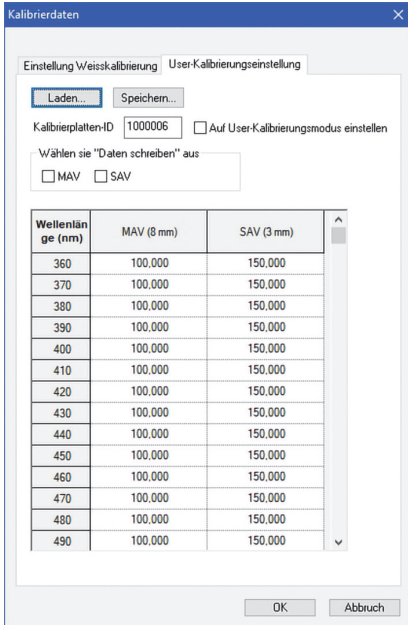 Kalibrierdaten
Einstellung Weisskalibrierung User-Kalibrierungseinstellung
Laden... Speichern...
Kalibrierplatten-ID 1000006 Auf User-Kalibrierungsmodus einstellen
Wählen sie "Daten schreiben" aus
MAV SAV
Wellenlän
ge (nm) MAV (8 mm) SAV (3 mm)
360 100,000 150,000
370 100,000 150,000
380 100,000 150,000
390 100,000 150,000
400 100,000 150,000
410 100,000 150,000
420 100,000 150,000
430 100,000 150,000
440 100,000 150,000
450 100,000 150,000
460 100,000 150,000
470 100,000 150,000
480 100,000 150,000
490 100,000 150,000
OK Abbruch